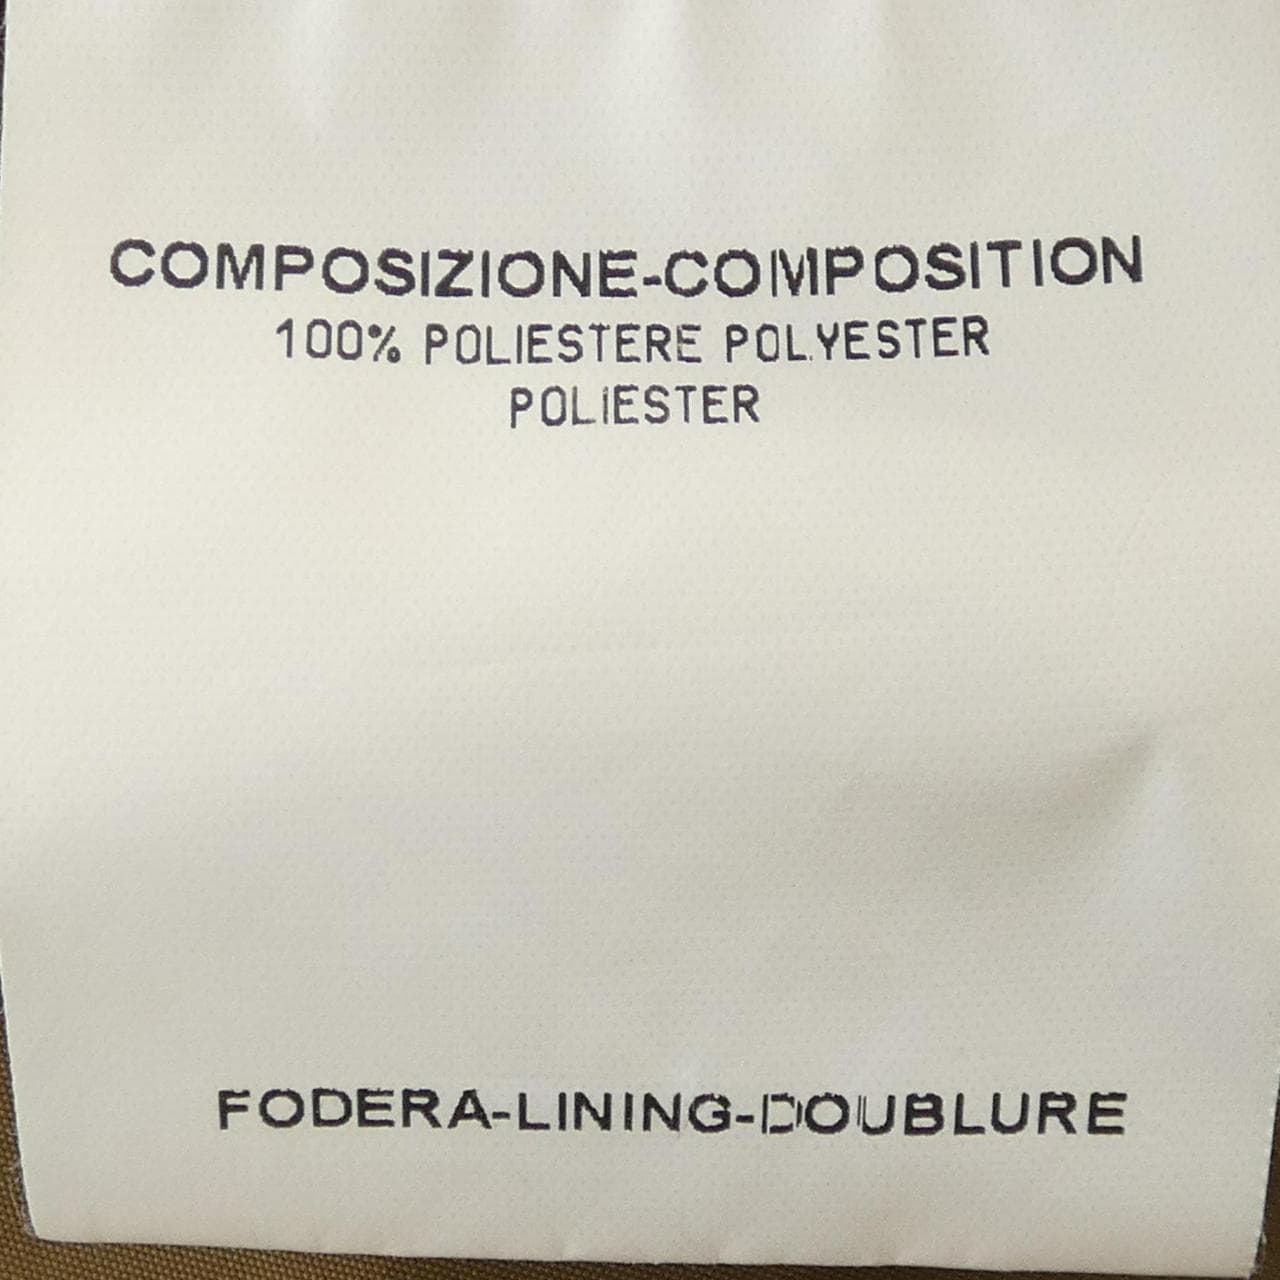 COMPOSIZIONE-COMPOSITION
100% POLIESTERE POLYESTER
POLIESTER
FODERA-LINING-DOUBLURE